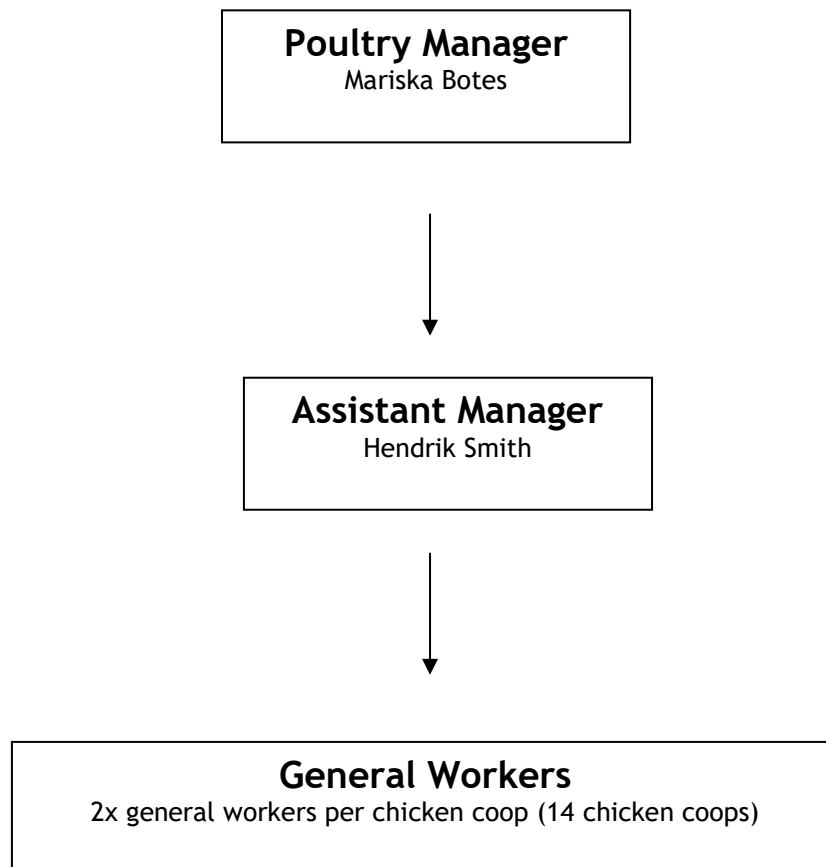 Poultry Manager
Mariska Botes
Assistant Manager
Hendrik Smith
General Workers
2x general workers per chicken coop (14 chicken coops)